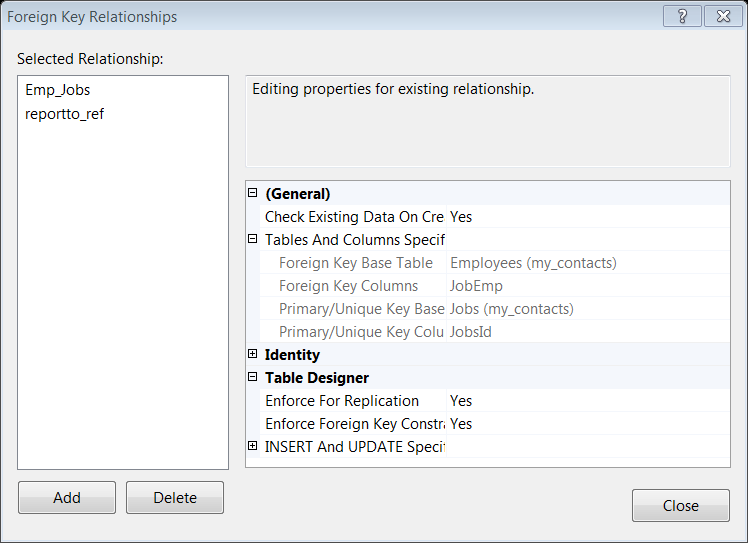 Foreign Key Relationships
Selected Relationship:
Emp_Jobs
reportto_ref
Editing properties for existing relationship.
(General)
Check Existing Data On Cre Yes
Tables And Columns Specif
Foreign Key Base Table Employees (my_contacts)
Foreign Key Columns JobEmp
Primary/Unique Key Base Jobs (my_contacts)
Primary/Unique Key Colu JobsId
Identity
Table Designer
Enforce For Replication Yes
Enforce Foreign Key Constra Yes
INSERT And UPDATE Specif
Add Delete
Close